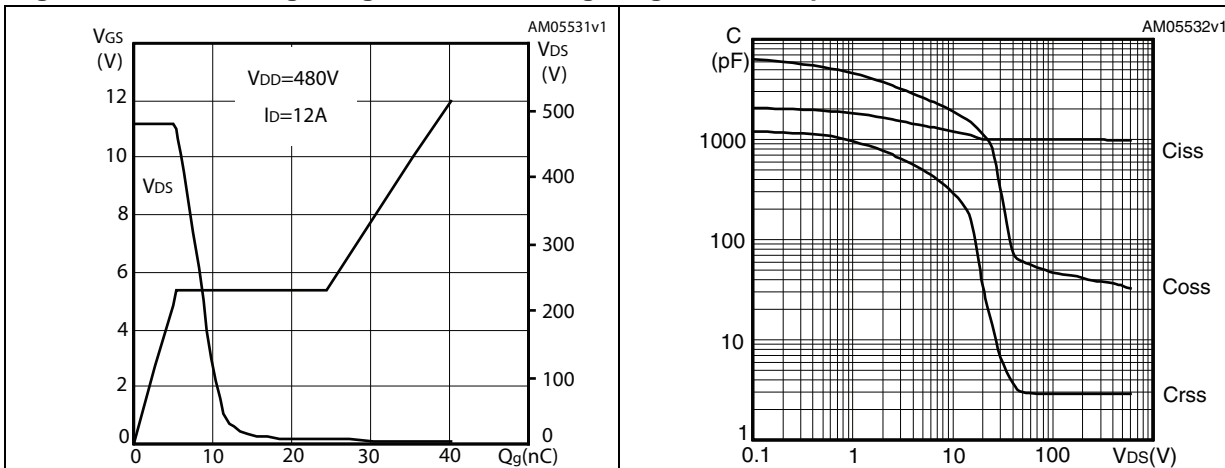 AM05531v1
VGS
(V)
VDS
(V)
VDD=480V
ID=12A
VDS
12
10
8
6
4
2
0
500
400
300
200
100
0
0 10 20 30 40 Qg(nC)
AM05532v1
C
(pF)
1000
100
10
1
Ciss
Coss
Crss
0.1 1 10 100 VDS(V)